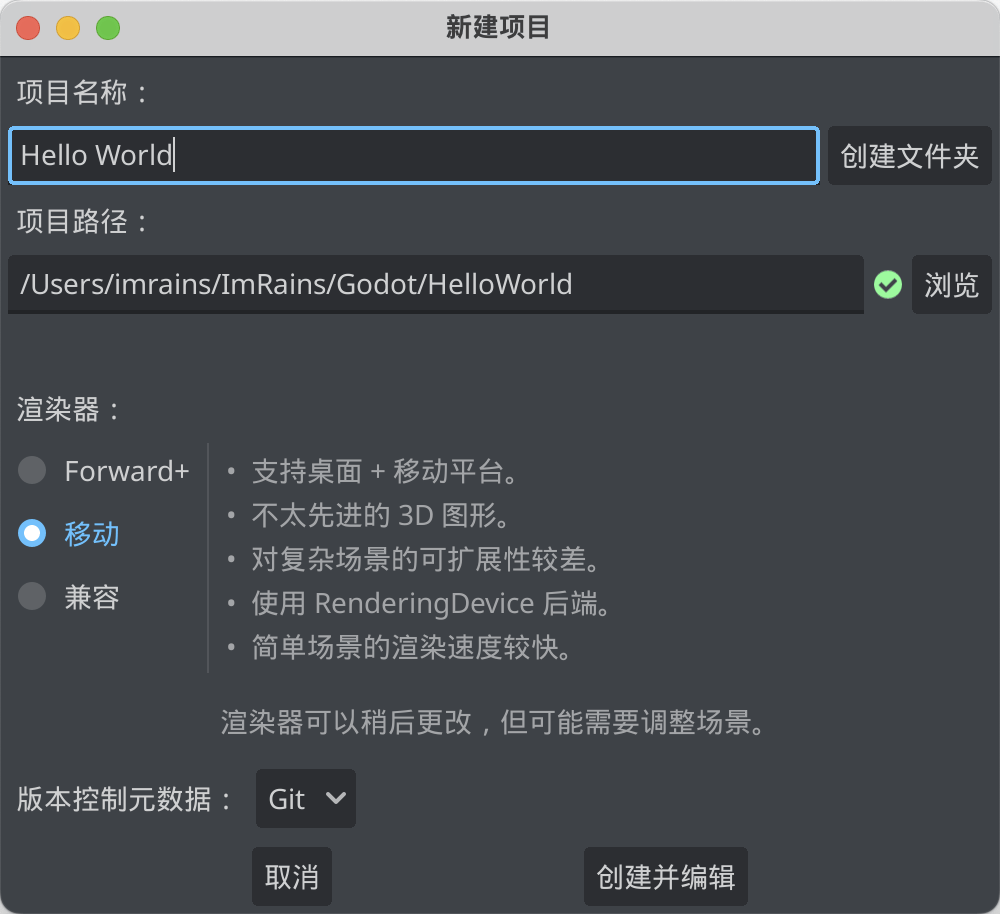 新建项目
项目名称：
Hello World
创建文件夹
项目路径：
/Users/imrains/ImRains/Godot/HelloWorld
浏览
渲染器：
Forward+
移动
兼容
• 支持桌面 + 移动平台。
• 不太先进的 3D 图形。
• 对复杂场景的可扩展性较差。
• 使用 RenderingDevice 后端。
• 简单场景的渲染速度较快。
渲染器可以稍后更改，但可能需要调整场景。
版本控制元数据：
Git
取消
创建并编辑